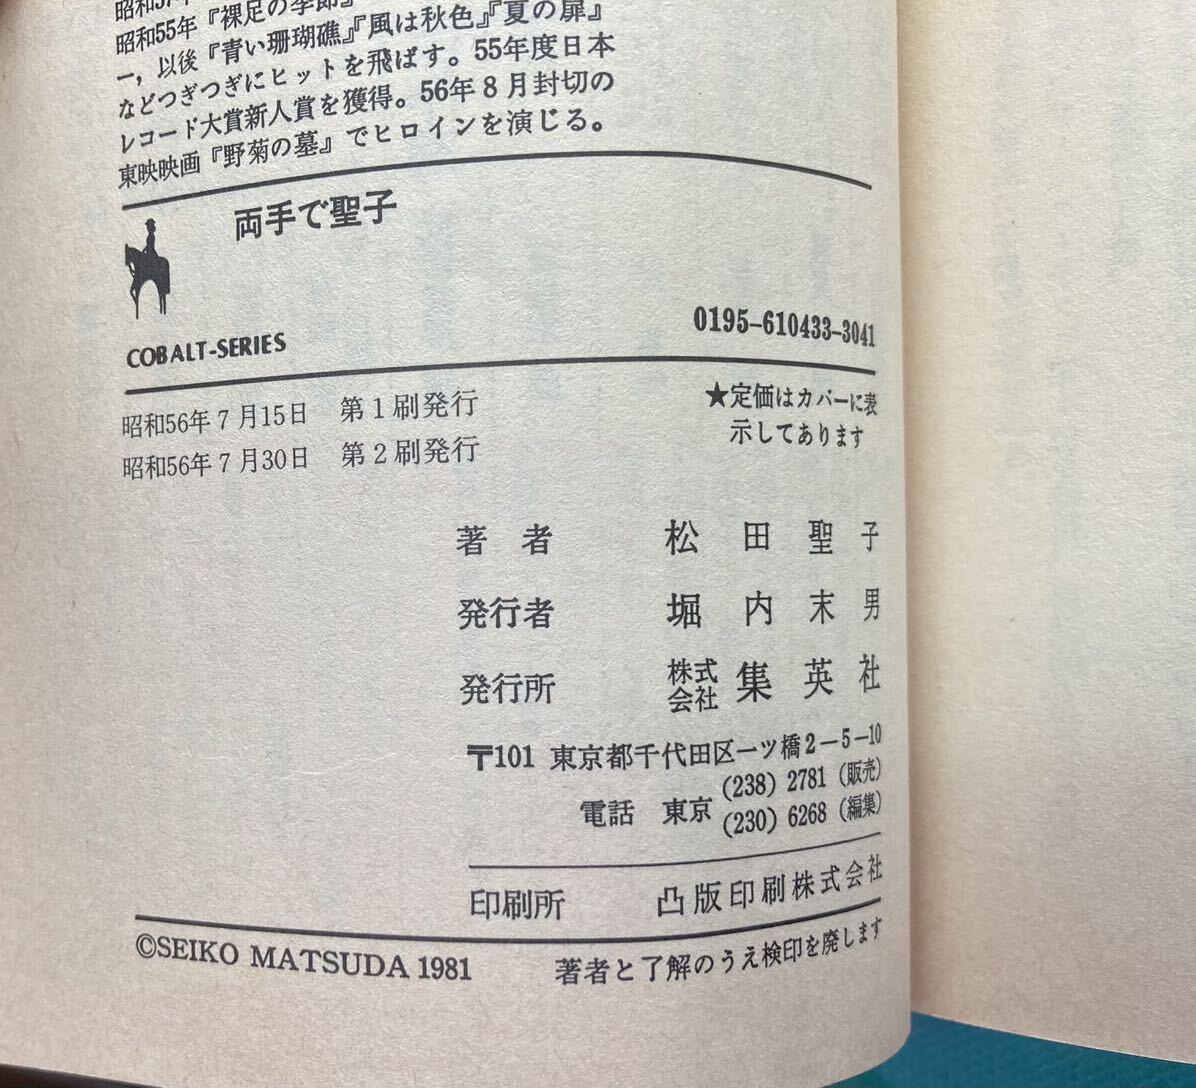 昭和55年『裸足の季節』
ー，以後『青い珊瑚礁』『風は秋色』『夏の扉』
などつぎつぎにヒットを飛ばす。55年度日本
レコード大賞新人賞を獲得。56年8月封切の
東映映画『野菊の墓』でヒロインを演じる。
両手で聖子
COBALT-SERIES
0195-610433-3041
昭和56年7月15日　第1刷発行
昭和56年7月30日　第2刷発行
★定価はカバーに表
示してあります
著　者　松田聖子
発行者　堀内末男
発行所　株式会社　集英社
〒101　東京都千代田区一ツ橋2－5－10
電話　東京　(238) 2781（販売）
(230) 6268（編集）
印刷所　凸版印刷株式会社
©SEIKO MATSUDA 1981
著者と了解のうえ検印を廃します